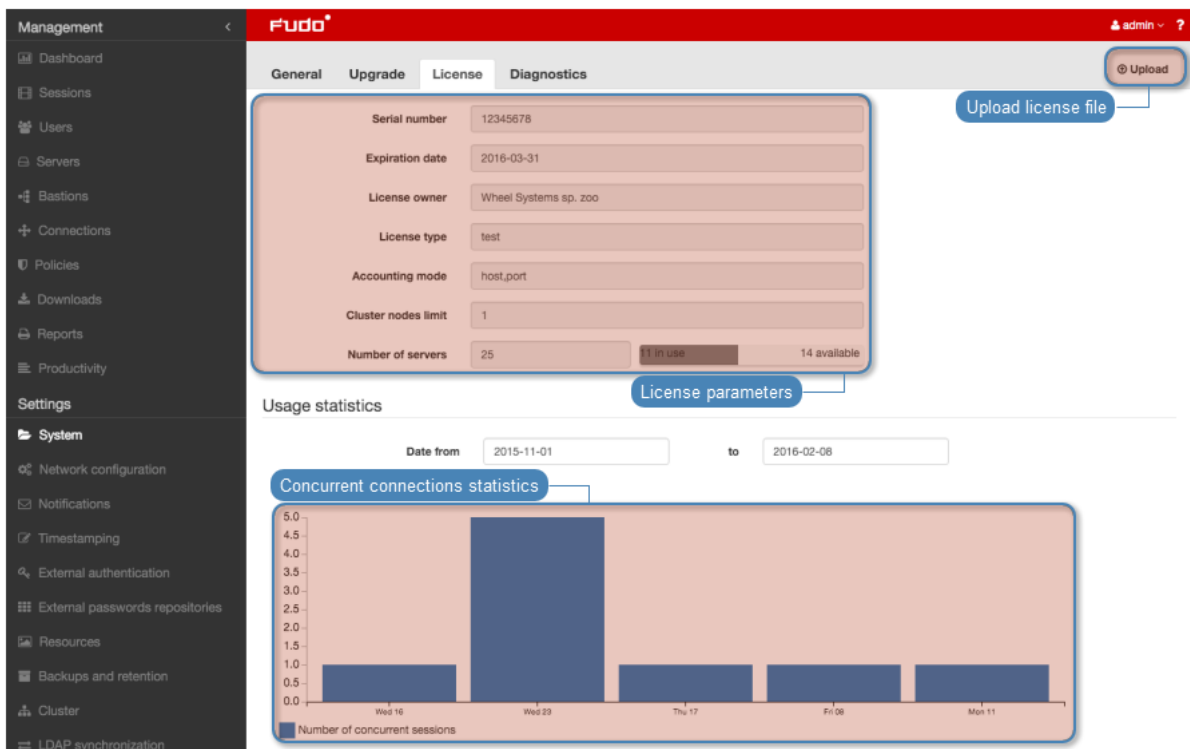 Management
Dashboard
Sessions
Users
Servers
Bastions
Connections
Policies
Downloads
Reports
Productivity
Settings
System
Network configuration
Notifications
Timestamping
External authentication
External passwords repositories
Resources
Backups and retention
Cluster
LDAP synchronization
FUDO
admin ?
General Upgrade License Diagnostics
Upload
Upload license file
Serial number 12345678
Expiration date 2016-03-31
License owner Wheel Systems sp. zoo
License type test
Accounting mode host,port
Cluster nodes limit 1
Number of servers 25 11 in use 14 available
License parameters
Usage statistics
Date from 2015-11-01 to 2016-02-08
Concurrent connections statistics
5.0
4.5
4.0
3.5
3.0
2.5
2.0
1.5
1.0
0.5
0.0
Wed 16 Wed 23 Thu 17 Fri 08 Mon 11
Number of concurrent sessions